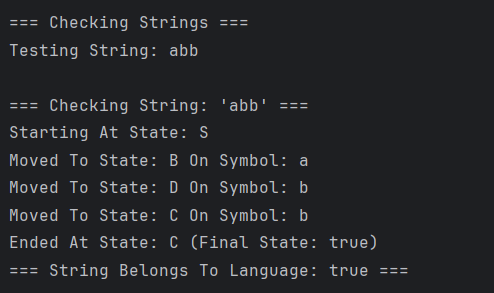 === Checking Strings ===
Testing String: abb
=== Checking String: 'abb' ===
Starting At State: S
Moved To State: B On Symbol: a
Moved To State: D On Symbol: b
Moved To State: C On Symbol: b
Ended At State: C (Final State: true)
=== String Belongs To Language: true ===